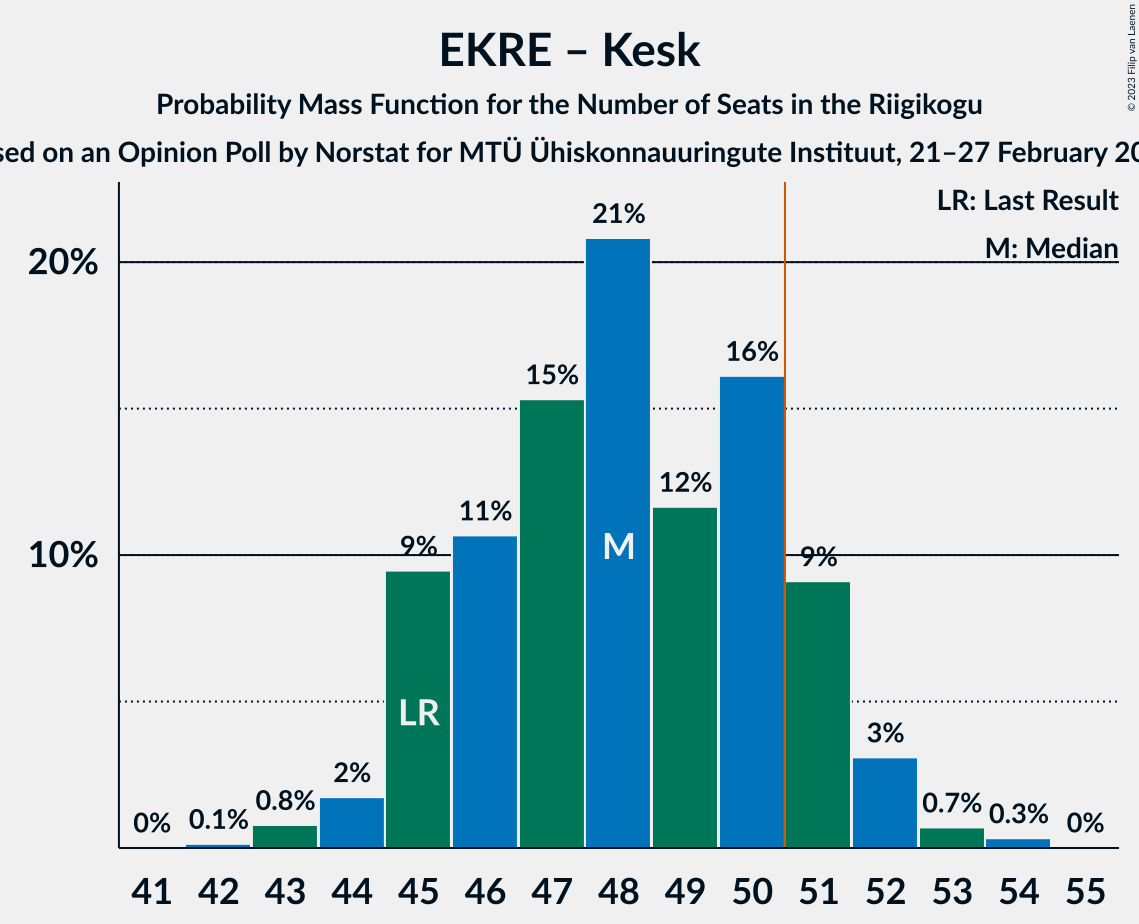 EKRE – Kesk
Probability Mass Function for the Number of Seats in the Riigikogu
on an Opinion Poll by Norstat for MTÜ Ühiskonnauuringute Instituut, 21–27 February
© 2023 Filip van Laenen
LR: Last Result
M: Median
20%
10%
0%
0.1%
0.8%
2%
9%
11%
15%
21%
12%
16%
9%
3%
0.7%
0.3%
0%
LR
M
41 42 43 44 45 46 47 48 49 50 51 52 53 54 55